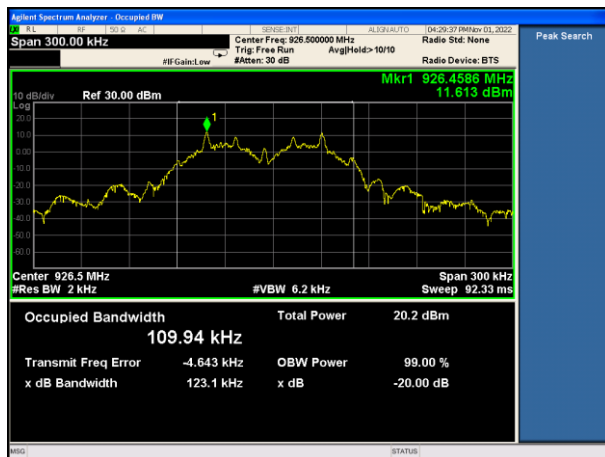 Agilent Spectrum Analyzer - Occupied BW
RL RF 50 Ω AC SENSE:INT ALIGNAUTO 04:29:37 PMNov 01, 2022
Span 300.00 kHz Center Freq: 926.500000 MHz Radio Std: None Peak Search
Trig: Free Run Avg|Hold:>10/10
#IFGain:Low #Atten: 30 dB Radio Device: BTS
Mkr1 926.4586 MHz
11.613 dBm
10 dB/div Ref 30.00 dBm
Log
20.0
10.0
0.00
-10.0
-20.0
-30.0
-40.0
-50.0
-60.0
1
Center 926.5 MHz Span 300 kHz
#Res BW 2 kHz #VBW 6.2 kHz Sweep 92.33 ms
Occupied Bandwidth Total Power 20.2 dBm
109.94 kHz
Transmit Freq Error -4.643 kHz OBW Power 99.00 %
x dB Bandwidth 123.1 kHz x dB -20.00 dB
MSG STATUS